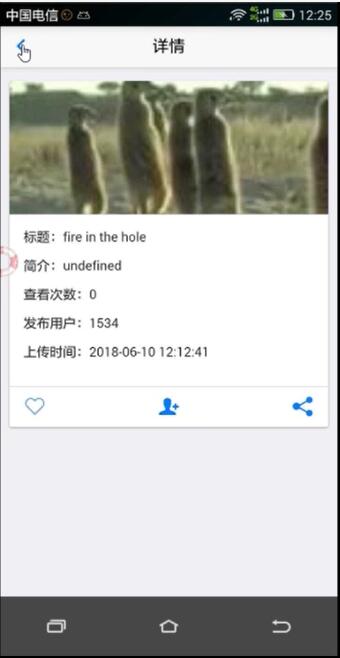 中国电信 12:25
详情
标题：fire in the hole
简介：undefined
查看次数：0
发布用户：1534
上传时间：2018-06-10 12:12:41